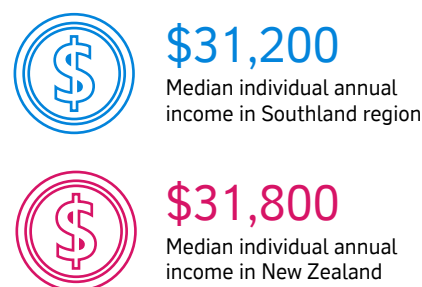 $31,200
Median individual annual
income in Southland region
$31,800
Median individual annual
income in New Zealand